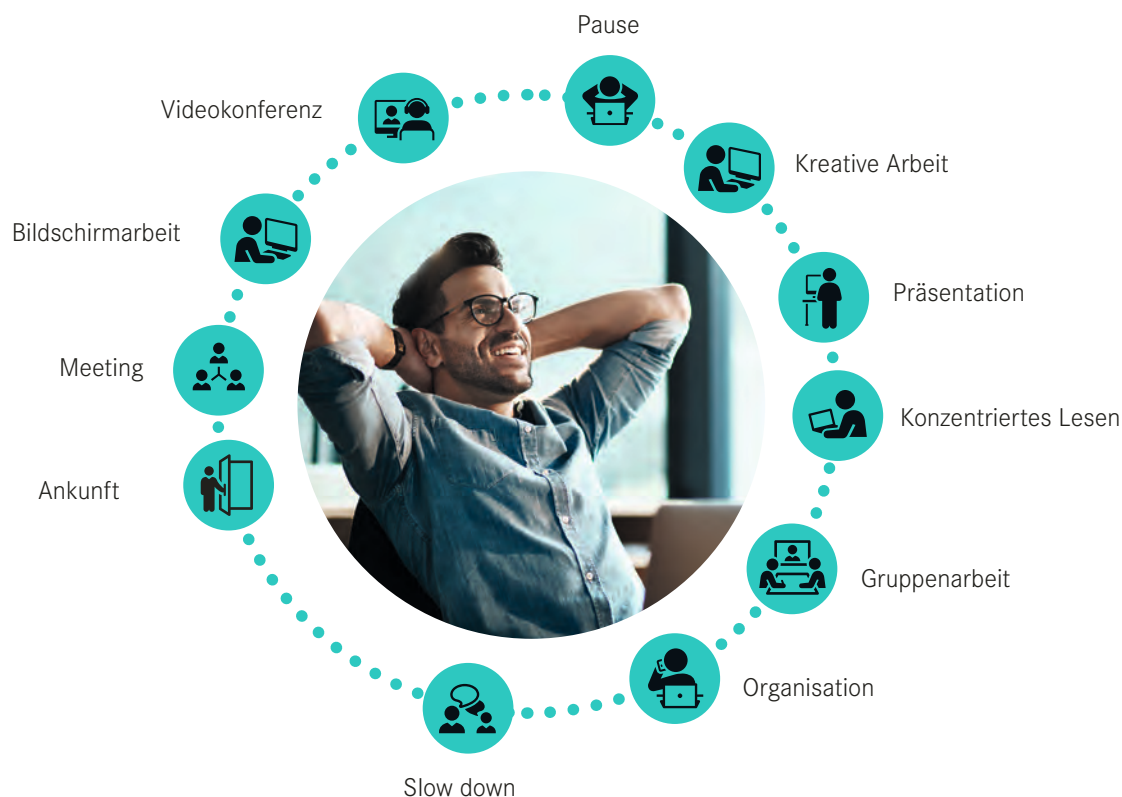 Pause
Videokonferenz
Kreative Arbeit
Bildschirmarbeit
Präsentation
Meeting
Konzentriertes Lesen
Ankunft
Gruppenarbeit
Organisation
Slow down